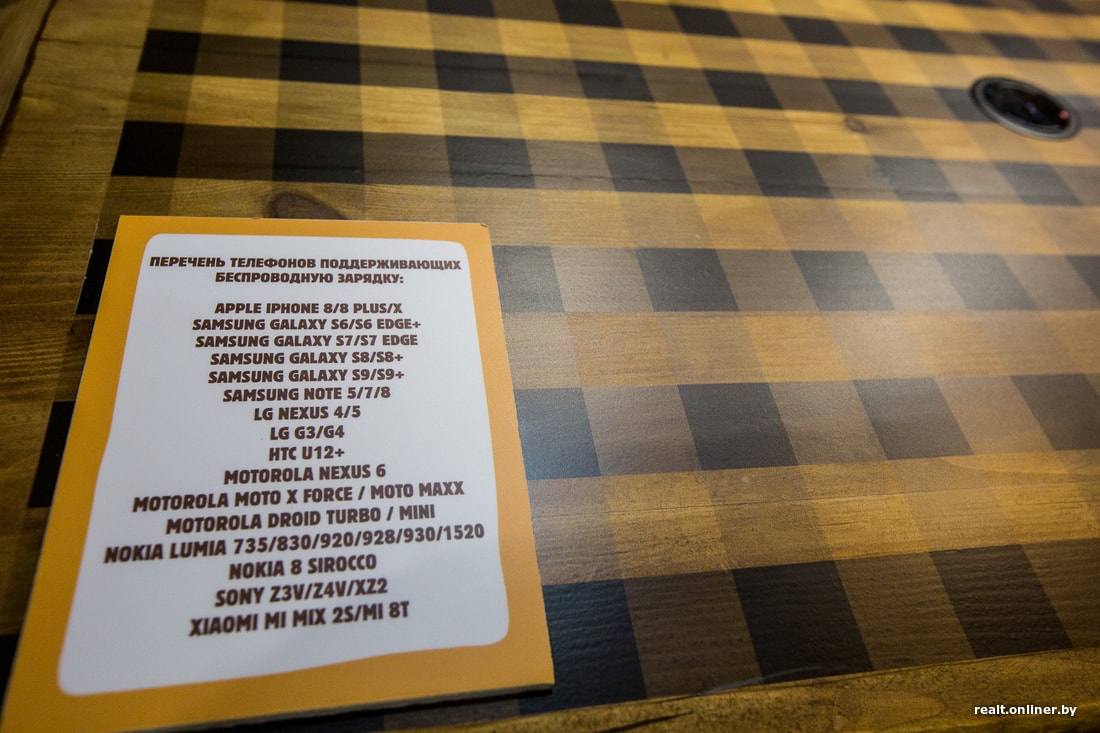 ПЕРЕЧЕНЬ ТЕЛЕФОНОВ ПОДДЕРЖИВАЮЩИХ
БЕСПРОВОДНУЮ ЗАРЯДКУ:
APPLE IPHONE 8/8 PLUS/X
SAMSUNG GALAXY S6/S6 EDGE+
SAMSUNG GALAXY S7/S7 EDGE
SAMSUNG GALAXY S8/S8+
SAMSUNG GALAXY S9/S9+
SAMSUNG NOTE 5/7/8
LG NEXUS 4/5
LG G3/G4
HTC U12+
MOTOROLA NEXUS 6
MOTOROLA MOTO X FORCE / MOTO MAXX
MOTOROLA DROID TURBO / MINI
NOKIA LUMIA 735/830/920/928/930/1520
NOKIA 8 SIROCCO
SONY Z3V/Z4V/XZ2
XIAOMI MI MIX 2S/MI 8T
realt.onliner.by